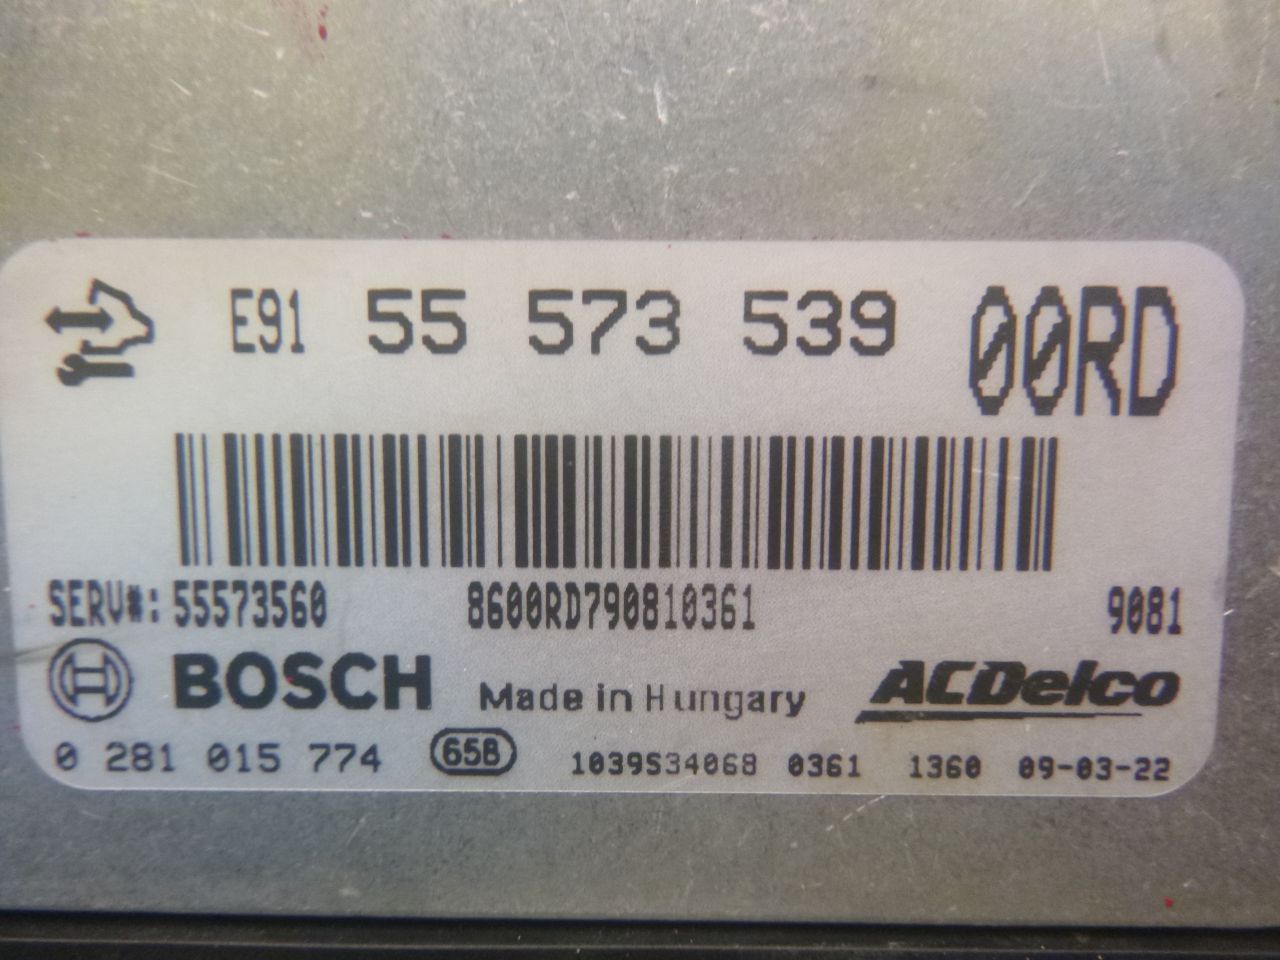 E91 55 573 539 00RD
SERV#: 55573560 8600RD790810361 9081
BOSCH Made in Hungary ACDelco
0 281 015 774 65B 1039S34068 0361 1360 09-03-22